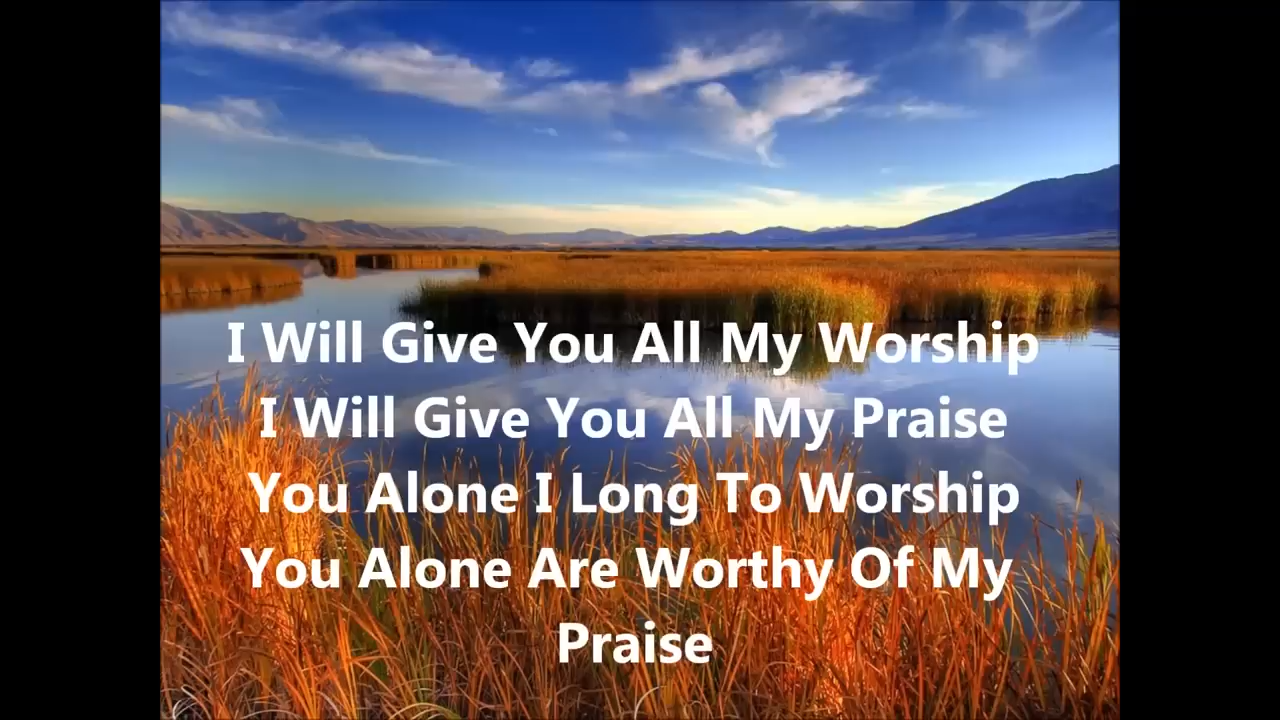 I Will Give You All My Worship
I Will Give You All My Praise
You Alone I Long To Worship
You Alone Are Worthy Of My
Praise